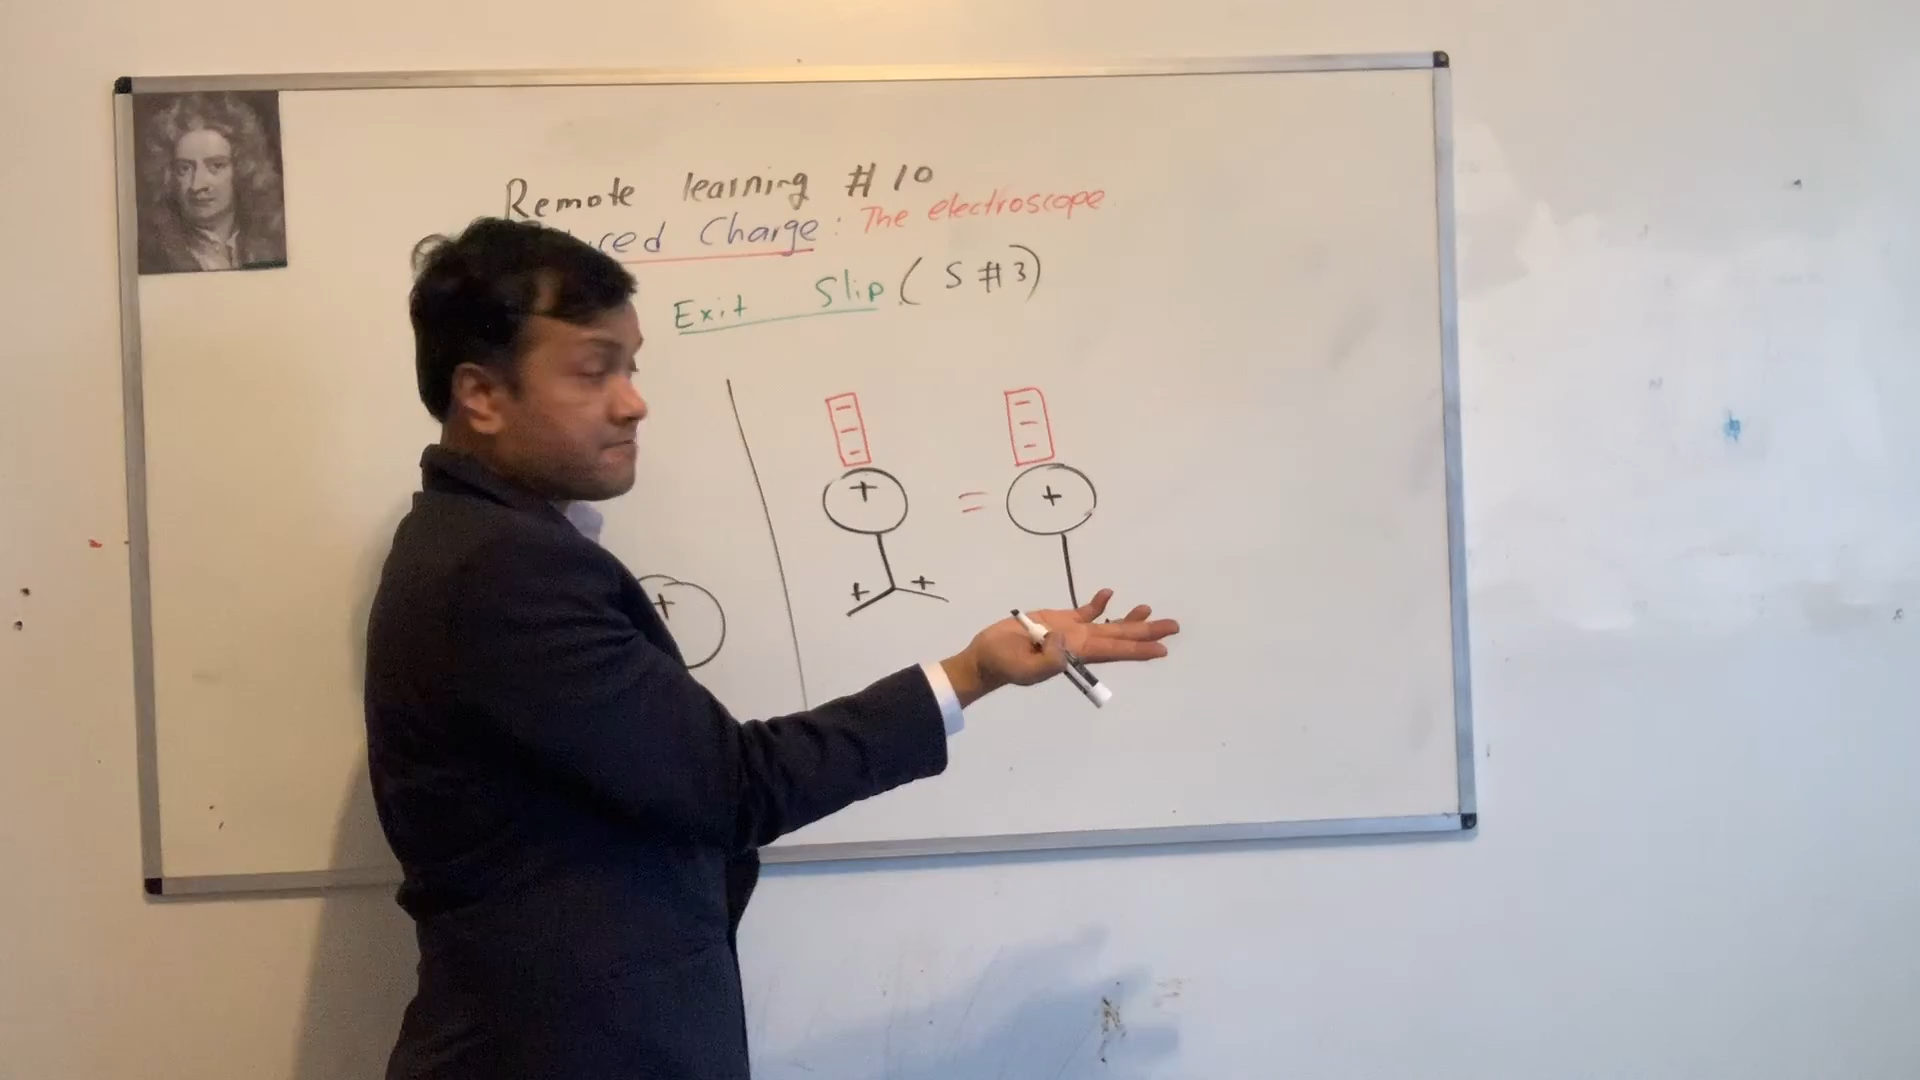 Remote learning # 10
Charge : The electroscope
Exit Slip ( S # 3 )
- -
- -
- -
+ = +
+ +
+